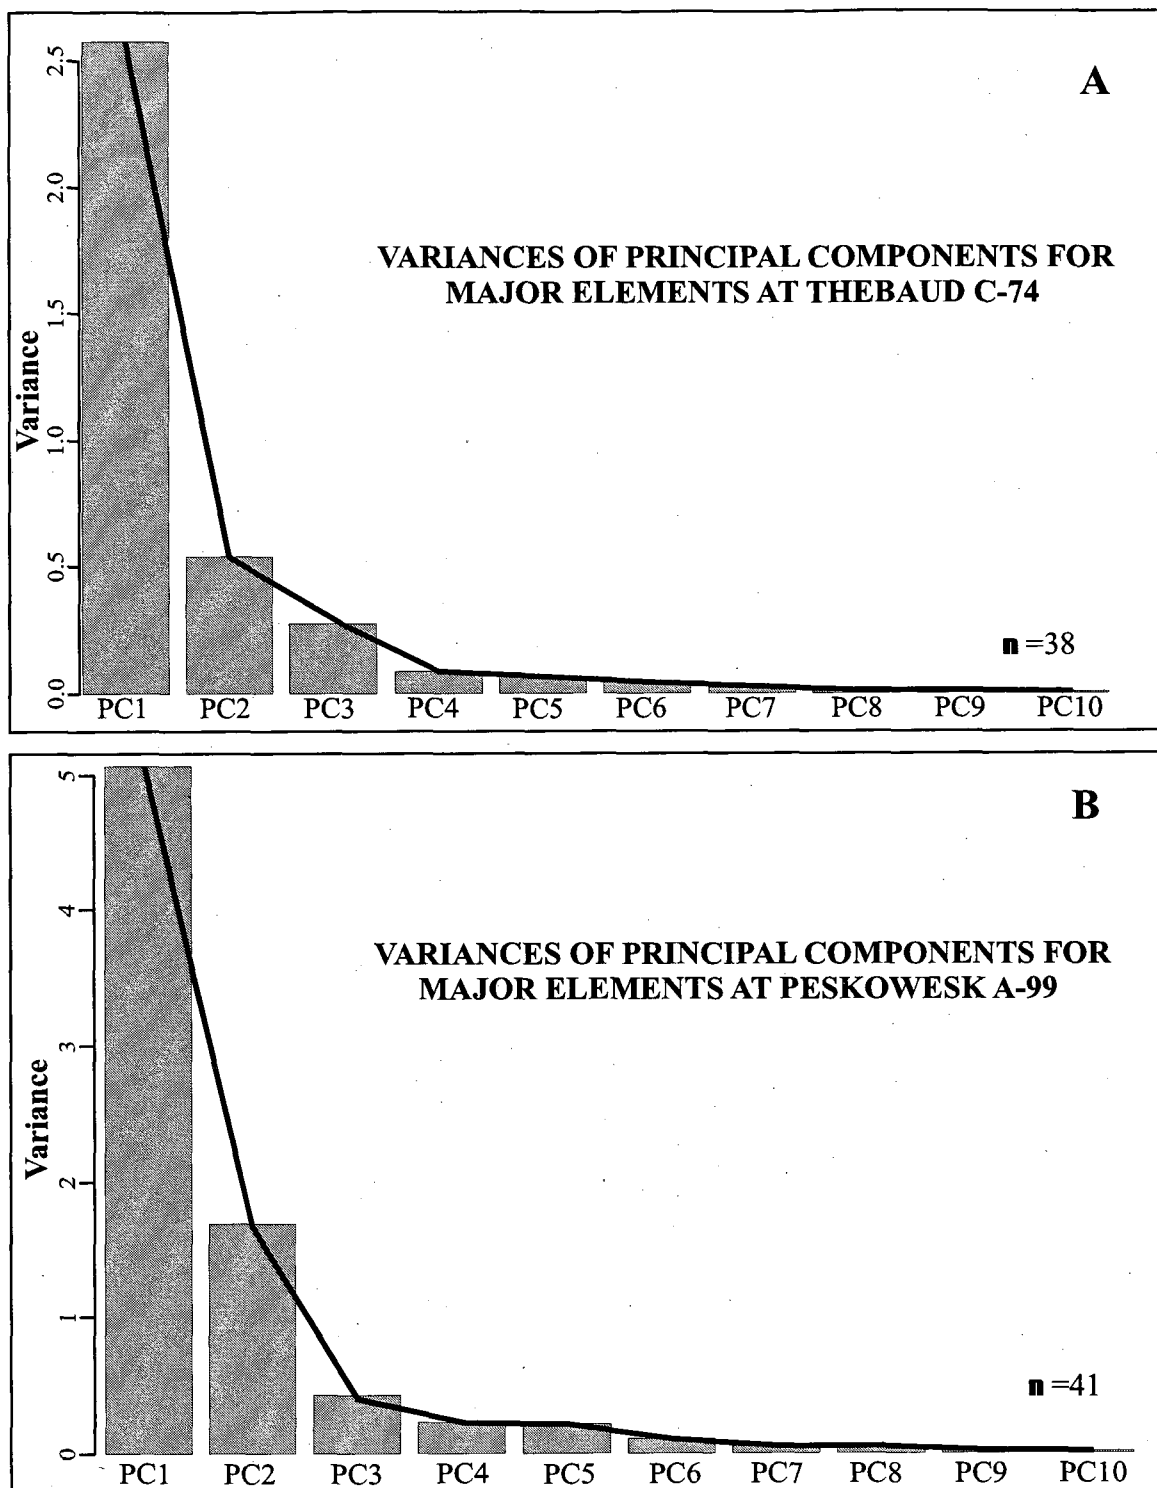 A
VARIANCES OF PRINCIPAL COMPONENTS FOR
MAJOR ELEMENTS AT THEBAUD C-74
Variance
2.5
2.0
1.5
1.0
0.5
0.0
n =38
PC1 PC2 PC3 PC4 PC5 PC6 PC7 PC8 PC9 PC10
B
VARIANCES OF PRINCIPAL COMPONENTS FOR
MAJOR ELEMENTS AT PESKOWESK A-99
Variance
5
4
3
2
1
0
n =41
PC1 PC2 PC3 PC4 PC5 PC6 PC7 PC8 PC9 PC10